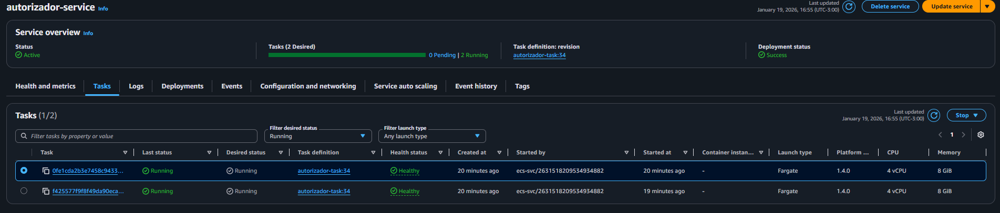 autorizador-service Info
Last updated
January 19, 2026, 16:55 (UTC-3:00)
Delete service
Update service
Service overview Info
Status
Active
Tasks (2 Desired)
0 Pending | 2 Running
Task definition: revision
autorizador-task:34
Deployment status
Success
Health and metrics Tasks Logs Deployments Events Configuration and networking Service auto scaling Event history Tags
Tasks (1/2)
Last updated
January 19, 2026, 16:55 (UTC-3:00)
Stop
Filter tasks by property or value
Filter desired status
Running
Filter launch type
Any launch type
1
Task Last status Desired status Task definition Health status Created at Started by Started at Container instan... Launch type Platform ... CPU Memory
0fe1cda2b3e7458c9433... Running Running autorizador-task:34 Healthy 20 minutes ago ecs-svc/2631518209534934882 20 minutes ago - Fargate 1.4.0 4 vCPU 8 GiB
f425577f9f8f49da90eca... Running Running autorizador-task:34 Healthy 20 minutes ago ecs-svc/2631518209534934882 19 minutes ago - Fargate 1.4.0 4 vCPU 8 GiB